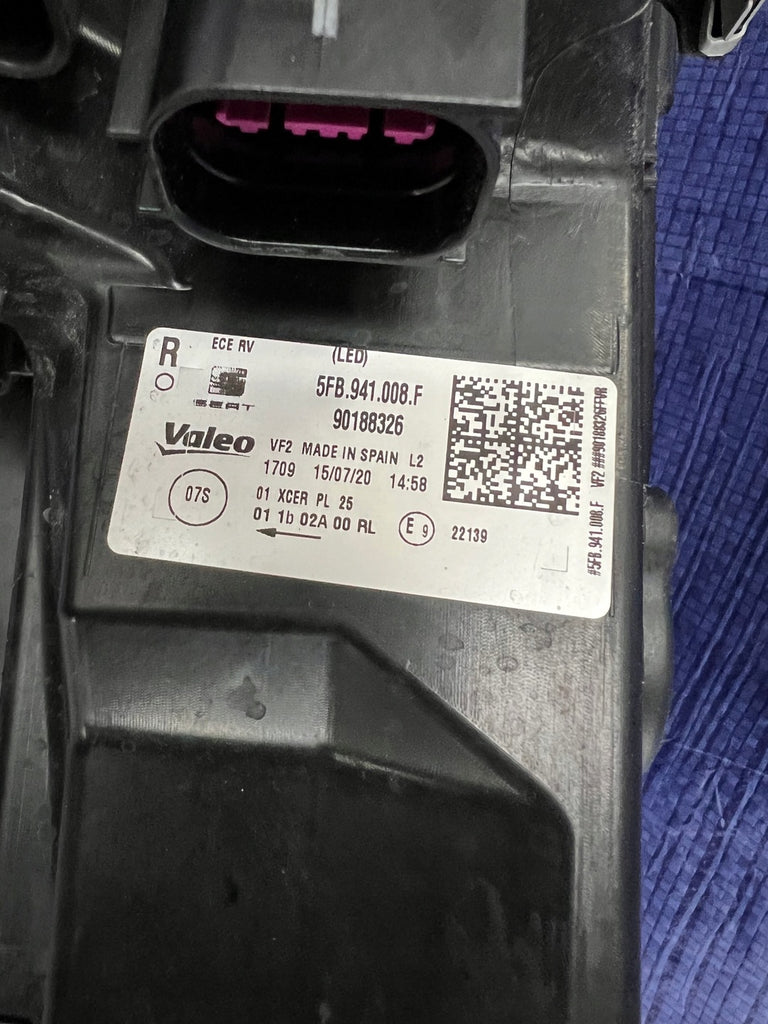 R ECE RV (LED)
SEAT 5FB.941.008.F
90188326
Valeo VF2 MADE IN SPAIN L2
1709 15/07/20 14:58
07S 01 XCER PL 25
01 1b 02A 00 RL E 9 22139
#5FB.941.008.F VF2 ###90188326FFVR